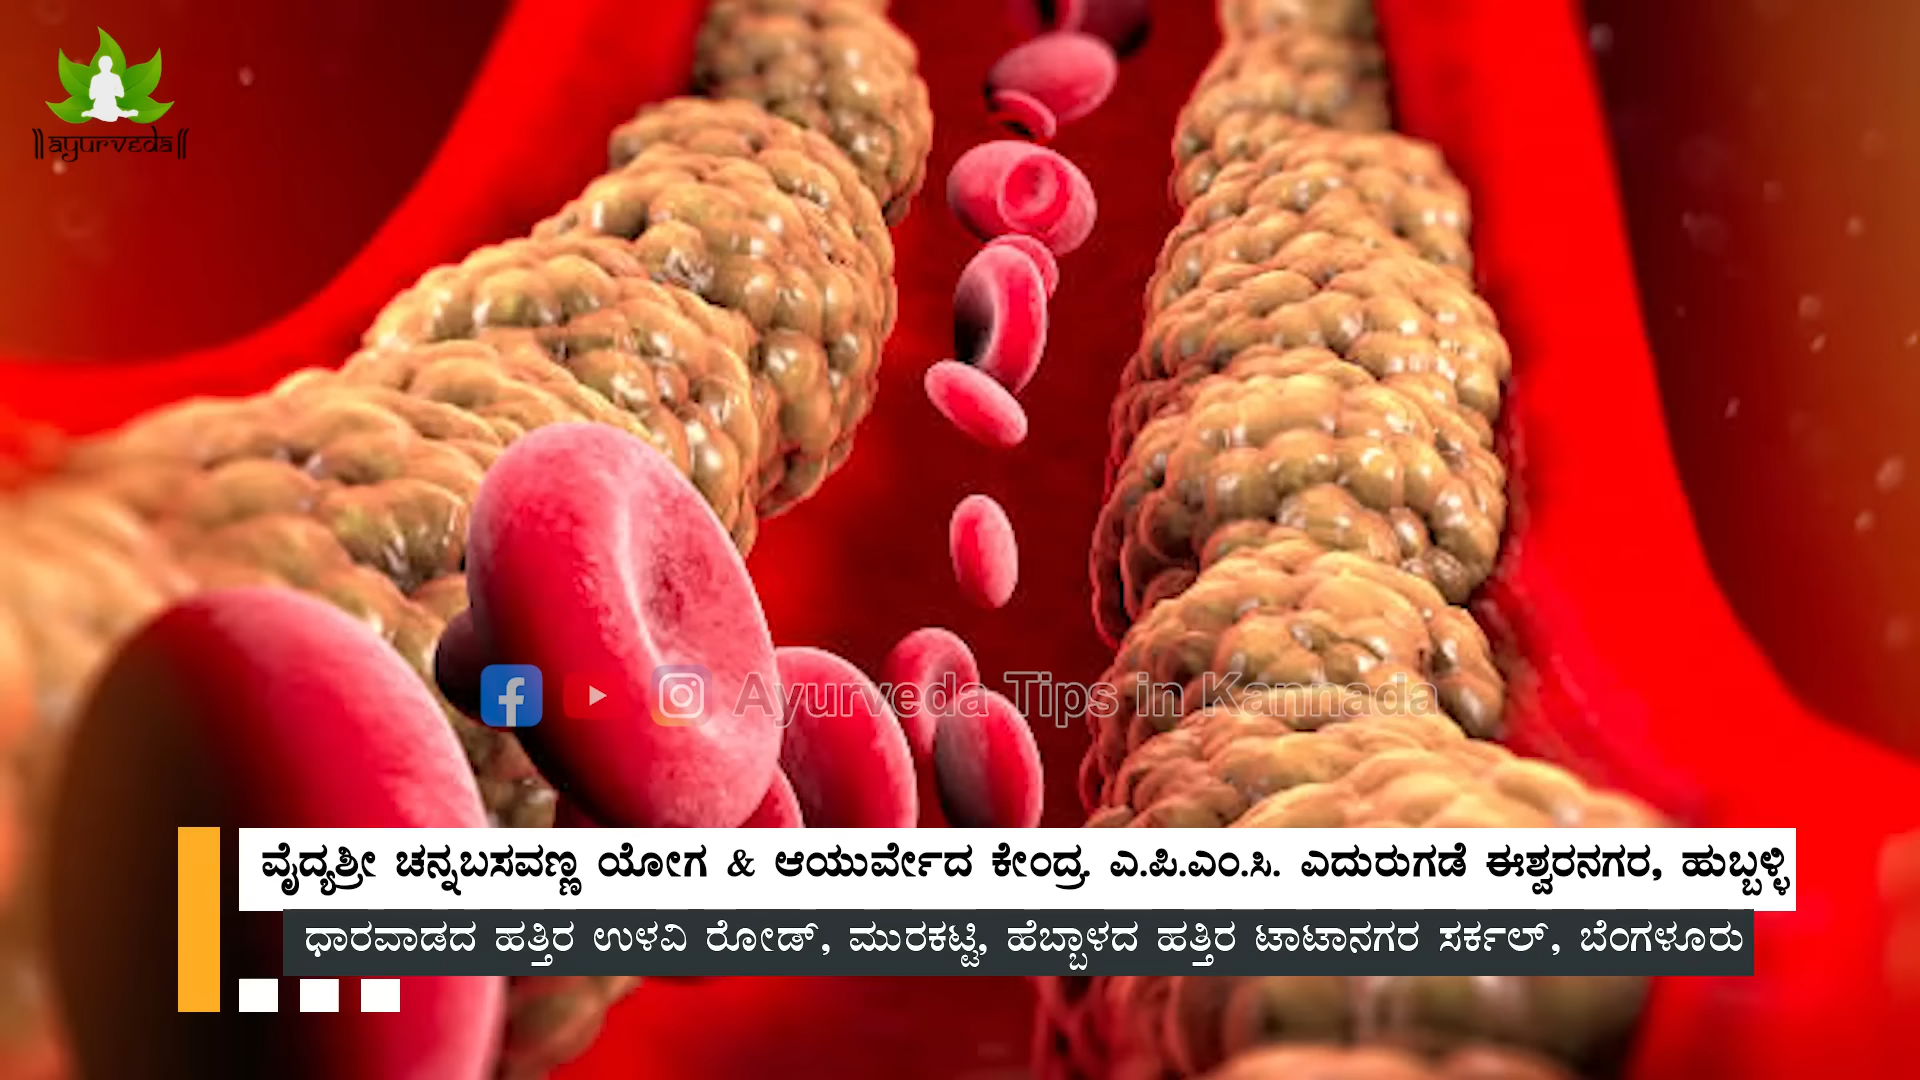 ||ayurveda||
Ayurveda Tips in Kannada
ವೈದ್ಯಶ್ರೀ ಚನ್ನಬಸವಣ್ಣ ಯೋಗ & ಆಯುರ್ವೇದ ಕೇಂದ್ರ. ಎ.ಪಿ.ಎಂ.ಸಿ. ಎದುರುಗಡೆ ಈಶ್ವರನಗರ, ಹುಬ್ಬಳ್ಳಿ
ಧಾರವಾಡದ ಹತ್ತಿರ ಉಳವಿ ರೋಡ್, ಮುರಕಟ್ಟಿ, ಹೆಬ್ಬಾಳದ ಹತ್ತಿರ ಟಾಟಾನಗರ ಸರ್ಕಲ್, ಬೆಂಗಳೂರು